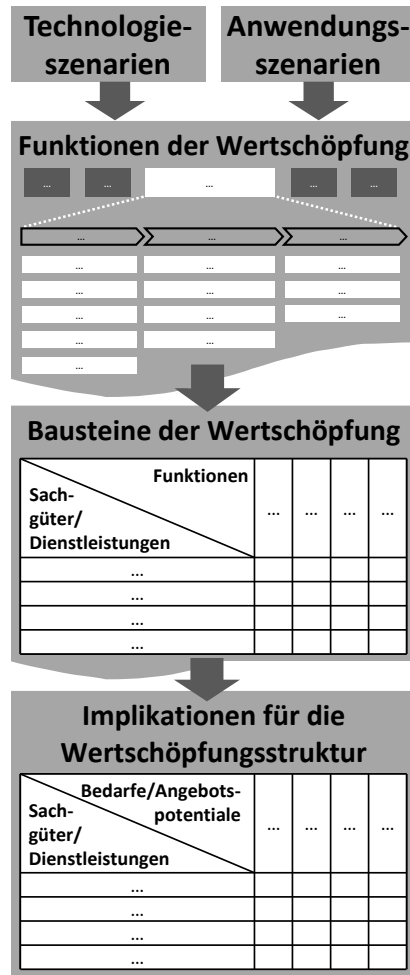 Technologie-
szenarien
Anwendungs-
szenarien
Funktionen der Wertschöpfung
... ... ... ... ...
... ... ...
... ... ...
... ... ...
... ... ...
... ...
...
Bausteine der Wertschöpfung
Funktionen
Sach-
güter/
Dienstleistungen
... ... ... ...
...
...
...
...
Implikationen für die
Wertschöpfungsstruktur
Bedarfe/Angebots-
potentiale
Sach-
güter/
Dienstleistungen
... ... ... ...
...
...
...
...